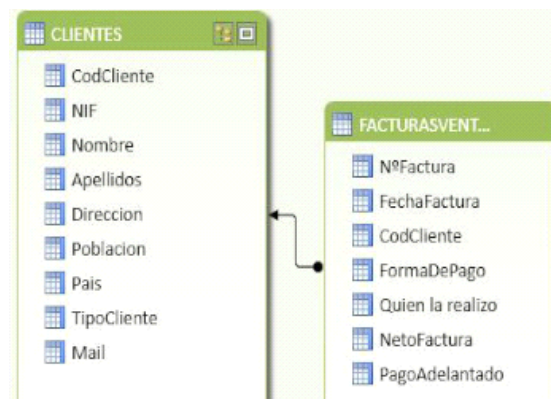 CLIENTES
CodCliente
NIF
Nombre
Apellidos
Direccion
Poblacion
Pais
TipoCliente
Mail
FACTURASVENT...
NºFactura
FechaFactura
CodCliente
FormaDePago
Quien la realizo
NetoFactura
PagoAdelantado